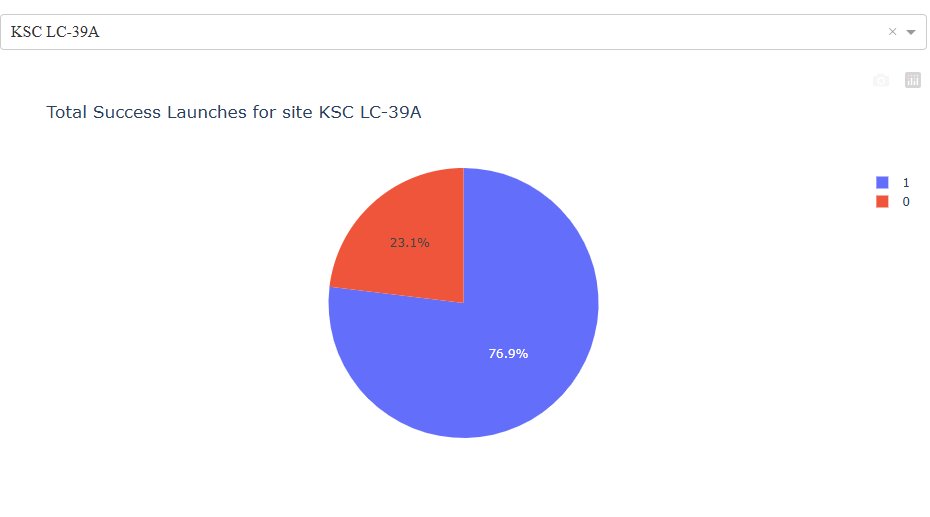 KSC LC-39A
Total Success Launches for site KSC LC-39A
1
0
23.1%
76.9%